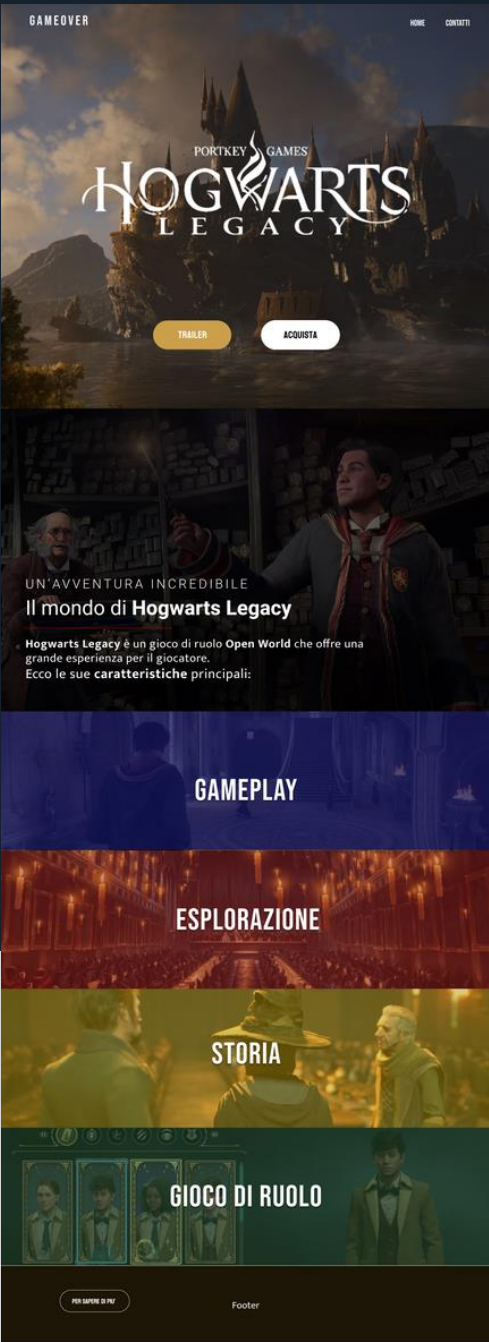 GAMEOVER
HOME CONTATTI
PORTKEY GAMES
HOGWARTS
LEGACY
TRAILER ACQUISTA
UN'AVVENTURA INCREDIBILE
Il mondo di Hogwarts Legacy
Hogwarts Legacy è un gioco di ruolo Open World che offre una
grande esperienza per il giocatore.
Ecco le sue caratteristiche principali:
GAMEPLAY
ESPLORAZIONE
STORIA
GIOCO DI RUOLO
PER SAPERE DI PIU' Footer